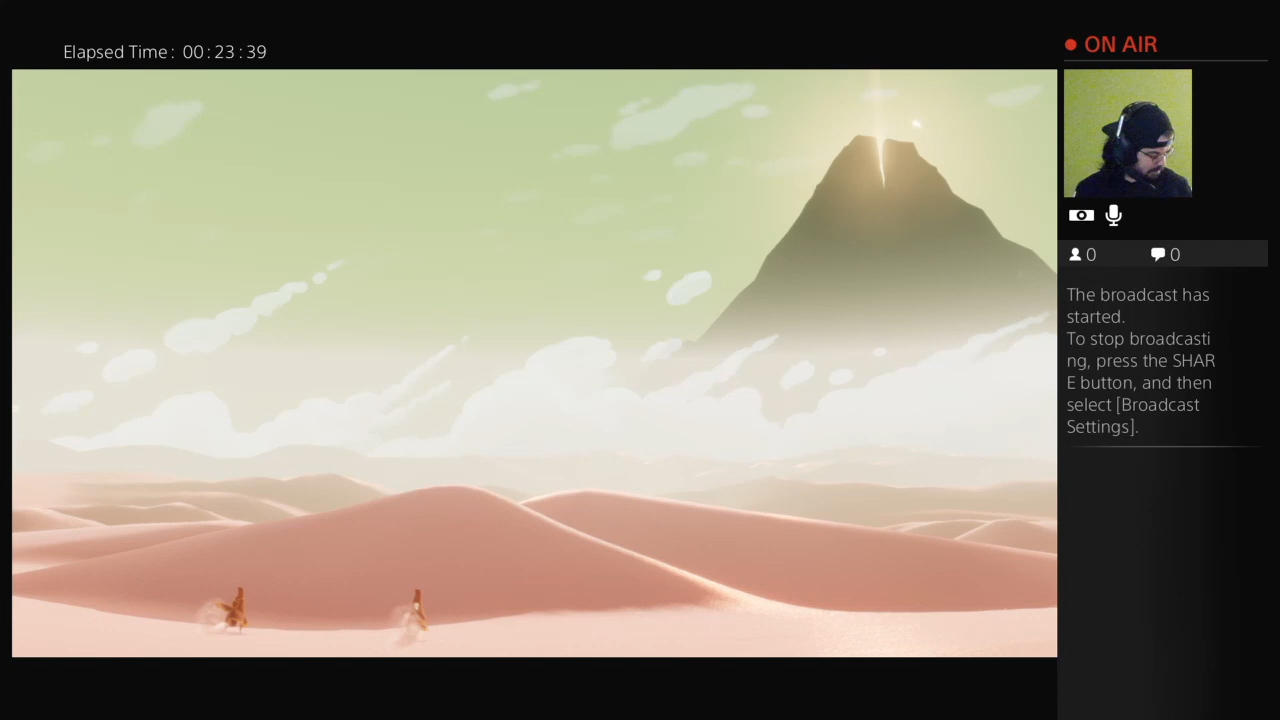 Elapsed Time: 00:23:39
ON AIR
0 0
The broadcast has
started.
To stop broadcasti
ng, press the SHAR
E button, and then
select [Broadcast
Settings].